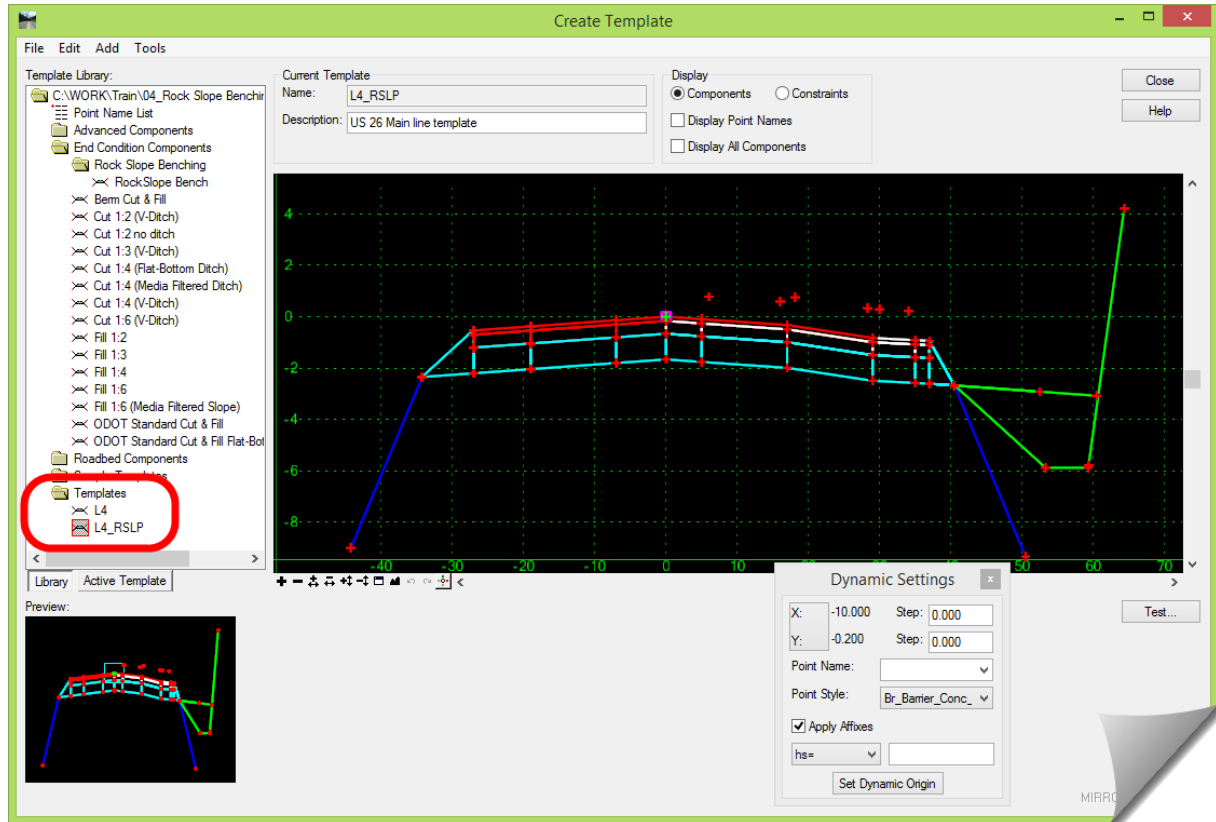 Create Template
File Edit Add Tools
Template Library:
C:\WORK\Train\04_Rock Slope Benchir
Point Name List
Advanced Components
End Condition Components
Rock Slope Benching
RockSlope Bench
Berm Cut & Fill
Cut 1:2 (V-Ditch)
Cut 1:2 no ditch
Cut 1:3 (V-Ditch)
Cut 1:4 (Flat-Bottom Ditch)
Cut 1:4 (Media Filtered Ditch)
Cut 1:4 (V-Ditch)
Cut 1:6 (V-Ditch)
Fill 1:2
Fill 1:3
Fill 1:4
Fill 1:6
Fill 1:6 (Media Filtered Slope)
ODOT Standard Cut & Fill
ODOT Standard Cut & Fill Flat-Bot
Roadbed Components
Templates
L4
L4_RSLP
Library Active Template
Preview:
Current Template
Name: L4_RSLP
Description: US 26 Main line template
Display
Components Constraints
Display Point Names
Display All Components
Close
Help
4
2
0
-2
-4
-6
-8
-40 -30 -20 -10 0 10 50 60 70
Test...
Dynamic Settings
X: -10.000 Step: 0.000
Y: -0.200 Step: 0.000
Point Name:
Point Style: Br_Barrier_Conc_
Apply Affixes
hs=
Set Dynamic Origin